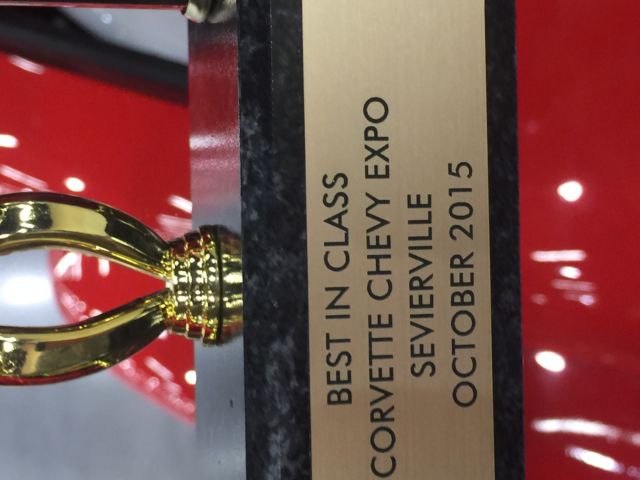 BEST IN CLASS
CORVETTE CHEVY EXPO
SEVIERVILLE
OCTOBER 2015